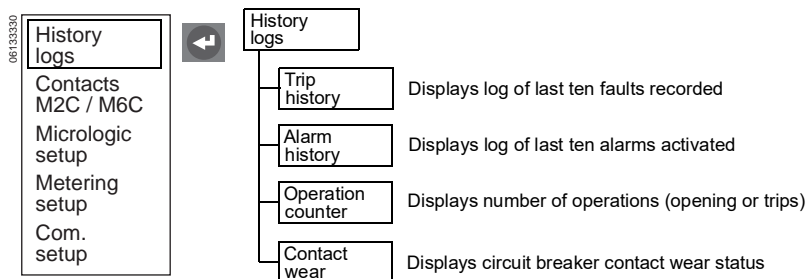 06133330
History
logs
Contacts
M2C / M6C
Micrologic
setup
Metering
setup
Com.
setup
History
logs
Trip
history
Displays log of last ten faults recorded
Alarm
history
Displays log of last ten alarms activated
Operation
counter
Displays number of operations (opening or trips)
Contact
wear
Displays circuit breaker contact wear status